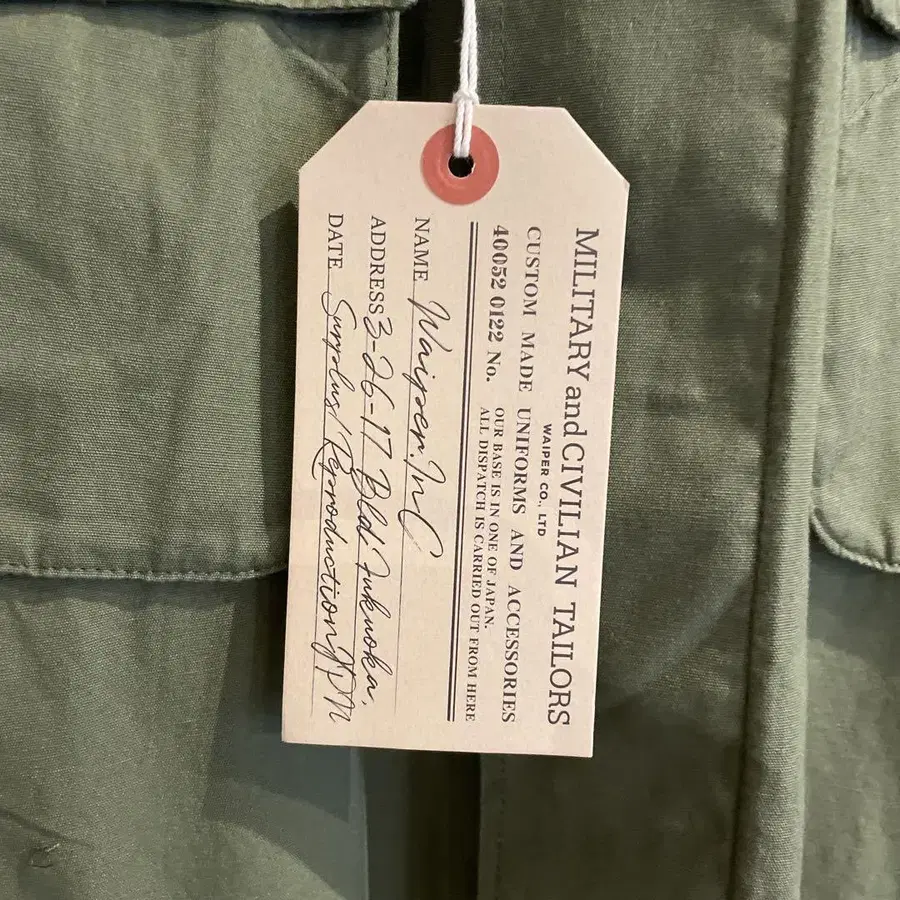 MILITARY and CIVILIAN TAILORS
WAIPER CO., LTD
CUSTOM MADE UNIFORMS AND ACCESSORIES
40052 0122 No. OUR BASE IS IN ONE OF JAPAN.
ALL DISPATCH IS CARRIED OUT FROM HERE
NAME Waiper.Inc
ADDRESS 3-26-17 Bld' Fukuoka,
DATE Surplus/Reproduction JPN